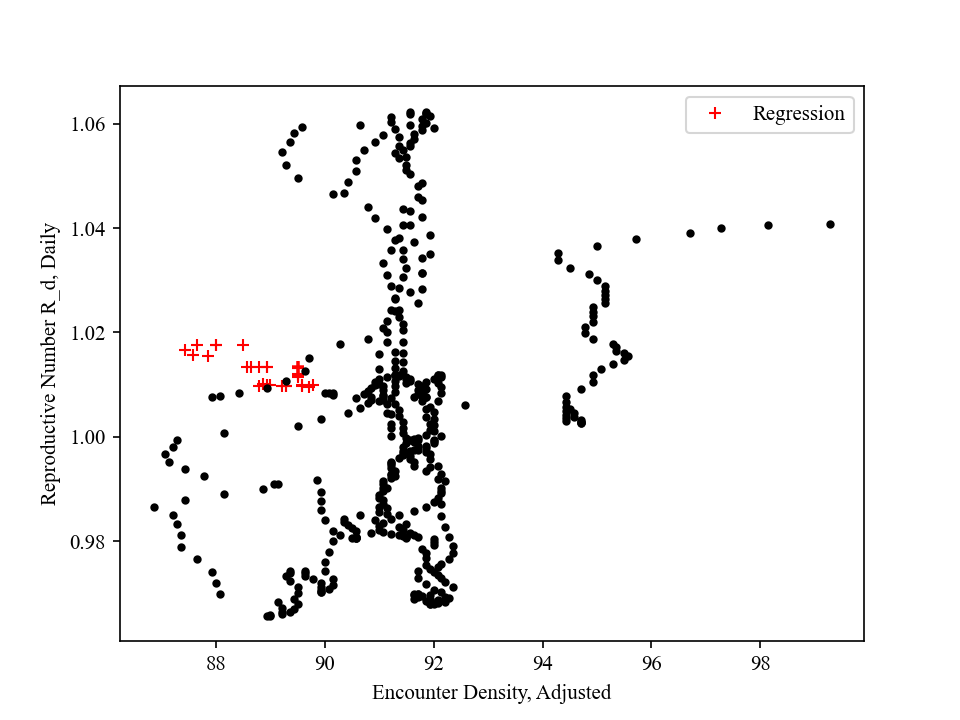 Regression
1.06
1.04
1.02
1.00
0.98
Reproductive Number R_d, Daily
88 90 92 94 96 98
Encounter Density, Adjusted